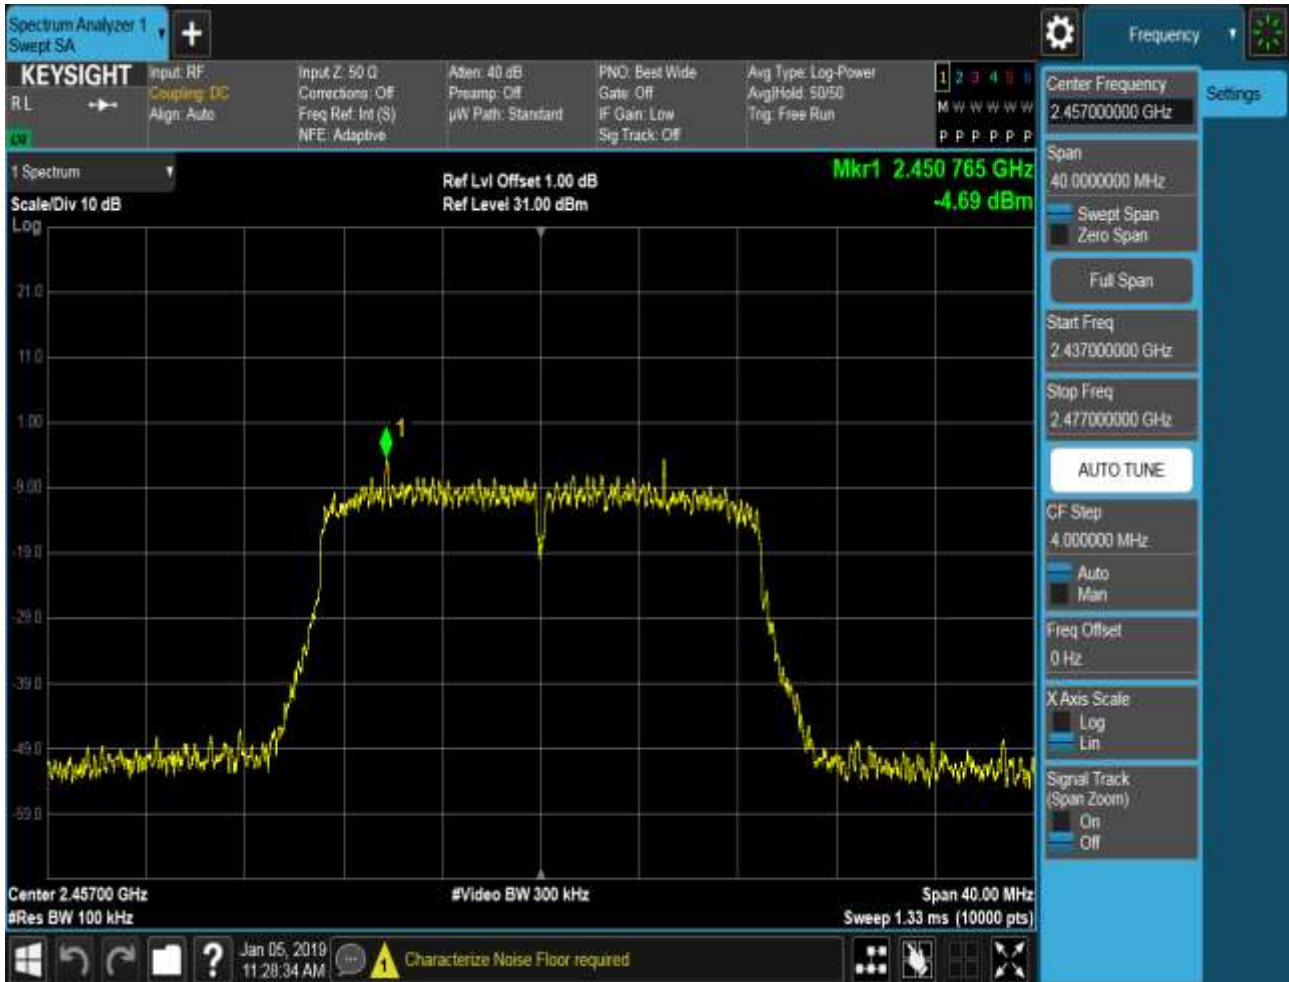 Spectrum Analyzer 1
Swept SA
+
Frequency
KEYSIGHT
R L
Input: RF
Coupling: DC
Align: Auto
Input Z: 50 Ω
Corrections: Off
Freq Ref: Int (S)
NFE: Adaptive
Atten: 40 dB
Preamp: Off
µW Path: Standard
PNO: Best Wide
Gate: Off
IF Gain: Low
Sig Track: Off
Avg Type: Log-Power
Avg|Hold: 50/50
Trig: Free Run
1 2 3 4 5 6
M W W W W W
P P P P P P
1 Spectrum
Scale/Div 10 dB
Log
Ref Lvl Offset 1.00 dB
Ref Level 31.00 dBm
Mkr1 2.450 765 GHz
-4.69 dBm
21.0
11.0
1.00
-9.00
-19.0
-29.0
-39.0
-49.0
-59.0
1
Center 2.45700 GHz
#Res BW 100 kHz
#Video BW 300 kHz
Span 40.00 MHz
Sweep 1.33 ms (10000 pts)
Center Frequency
2.457000000 GHz
Settings
Span
40.0000000 MHz
Swept Span
Zero Span
Full Span
Start Freq
2.437000000 GHz
Stop Freq
2.477000000 GHz
AUTO TUNE
CF Step
4.000000 MHz
Auto
Man
Freq Offset
0 Hz
X Axis Scale
Log
Lin
Signal Track
(Span Zoom)
On
Off
?
Jan 05, 2019
11:28:34 AM
1
Characterize Noise Floor required